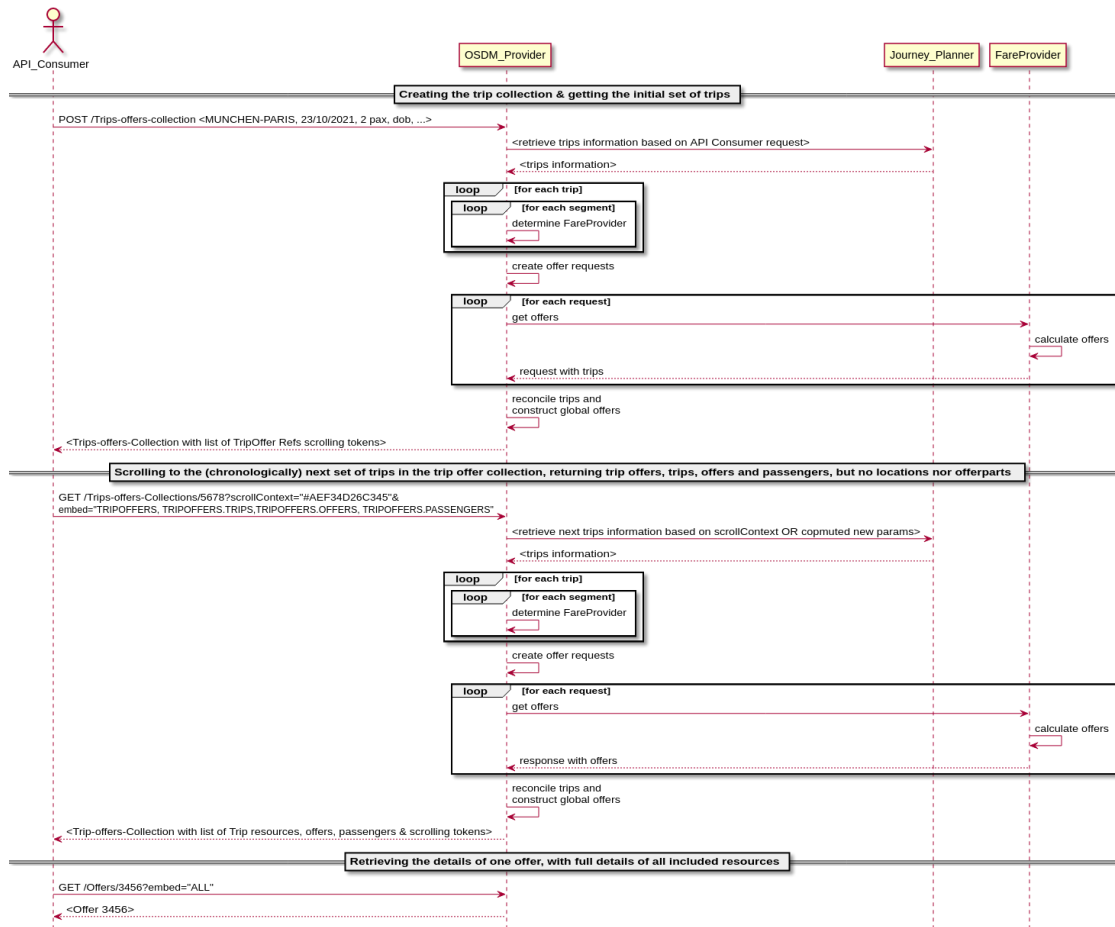 API_Consumer
OSDM_Provider
Journey_Planner
FareProvider
Creating the trip collection & getting the initial set of trips
POST /Trips-offers-collection <MUNCHEN-PARIS, 23/10/2021, 2 pax, dob, ...>
<retrieve trips information based on API Consumer request>
<trips information>
loop [for each trip]
loop [for each segment]
determine FareProvider
create offer requests
loop [for each request]
get offers
calculate offers
request with trips
reconcile trips and
construct global offers
<Trips-offers-Collection with list of TripOffer Refs scrolling tokens>
Scrolling to the (chronologically) next set of trips in the trip offer collection, returning trip offers, trips, offers and passengers, but no locations nor offerparts
GET /Trips-offers-Collections/5678?scrollContext="#AEF34D26C345"&
embed="TRIPOFFERS, TRIPOFFERS.TRIPS,TRIPOFFERS.OFFERS, TRIPOFFERS.PASSENGERS"
<retrieve next trips information based on scrollContext OR copmuted new params>
<trips information>
loop [for each trip]
loop [for each segment]
determine FareProvider
create offer requests
loop [for each request]
get offers
calculate offers
response with offers
reconcile trips and
construct global offers
<Trip-offers-Collection with list of Trip resources, offers, passengers & scrolling tokens>
Retrieving the details of one offer, with full details of all included resources
GET /Offers/3456?embed="ALL"
<Offer 3456>